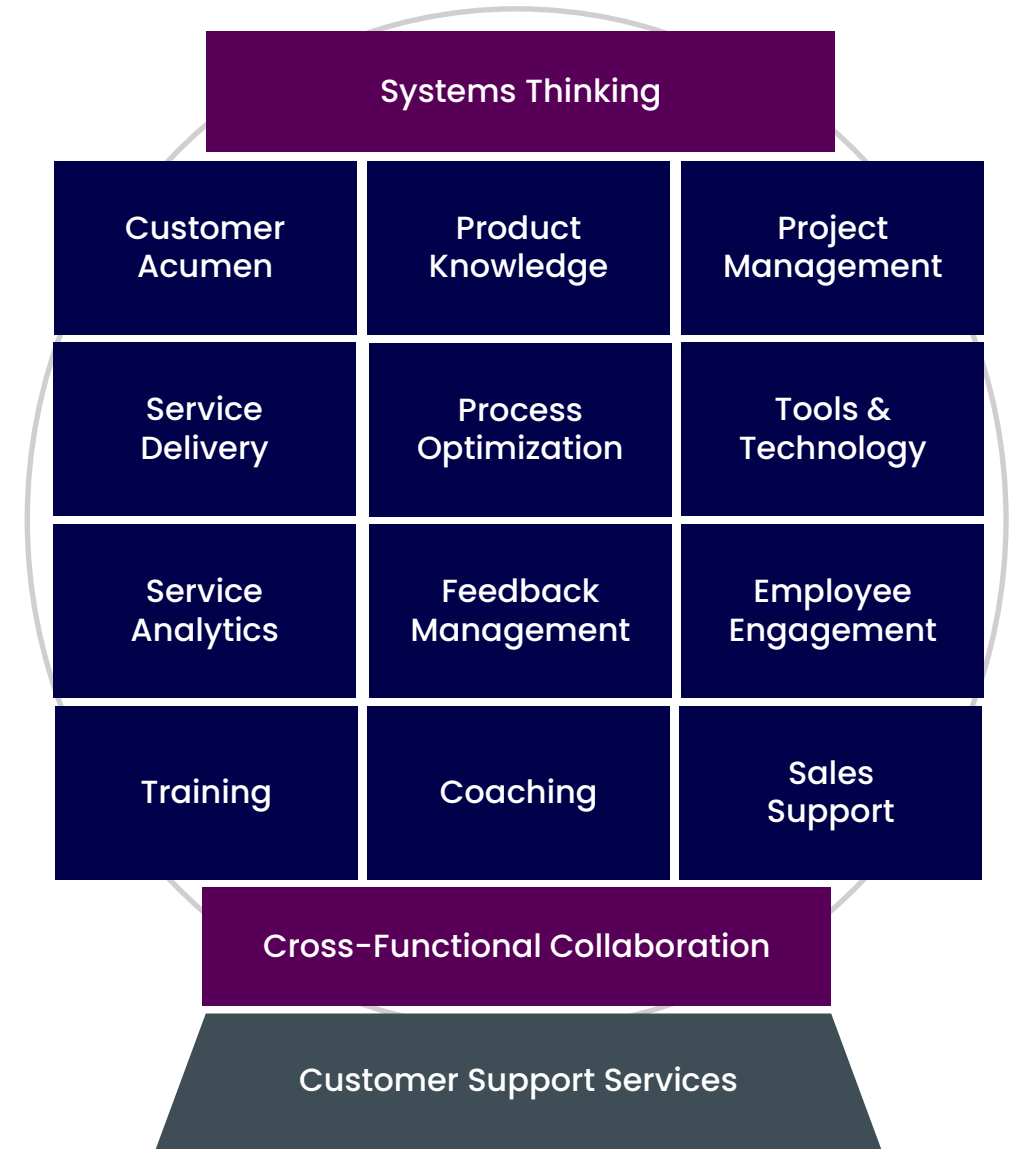 Systems Thinking
Customer
Acumen
Product
Knowledge
Project
Management
Service
Delivery
Process
Optimization
Tools &
Technology
Service
Analytics
Feedback
Management
Employee
Engagement
Training
Coaching
Sales
Support
Cross-Functional Collaboration
Customer Support Services